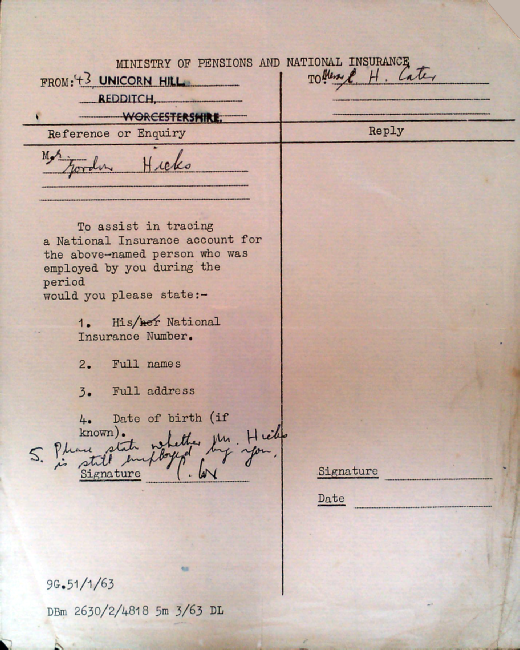 MINISTRY OF PENSIONS AND NATIONAL INSURANCE
FROM: 43 UNICORN HILL,
REDDITCH,
WORCESTERSHIRE.
TO H. Cater
Reference or Enquiry
Reply
Mr. Gordon Hicks
To assist in tracing
a National Insurance account for
the above-named person who was
employed by you during the
period
would you please state:-
1. His/her National
Insurance Number.
2. Full names
3. Full address
4. Date of birth (if
known).
5. Please state whether Mr. Hicks
is still employed by you.
Signature
Signature
Date
9G.51/1/63
DBm 2630/2/4818 5m 3/63 DL